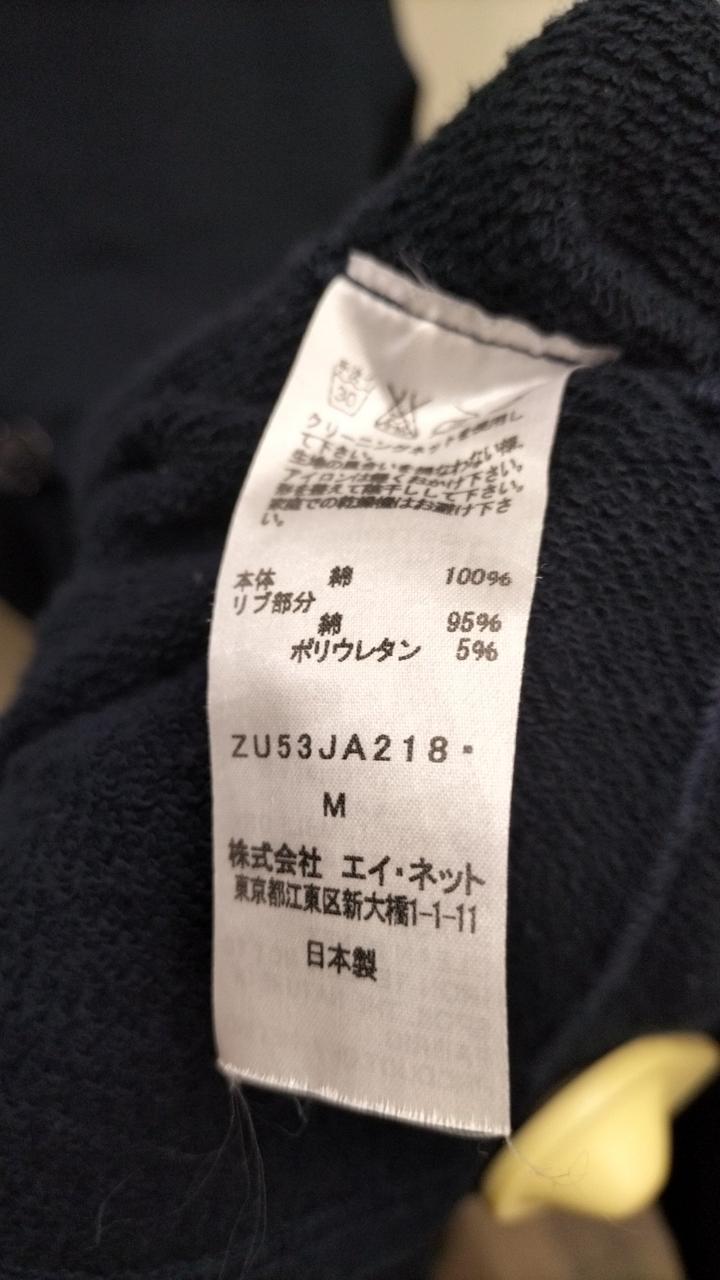 30
クリーニングネットを使用し
て下さい。
生地の風合いを損なわない様、
アイロンは軽くおかけ下さい。
形を整えて陰干しして下さい。
家庭での乾燥機はお避け下さ
い。
本体 綿 100%
リブ部分
綿 95%
ポリウレタン 5%
ZU53JA218・
M
株式会社 エイ・ネット
東京都江東区新大橋1-1-11
日本製